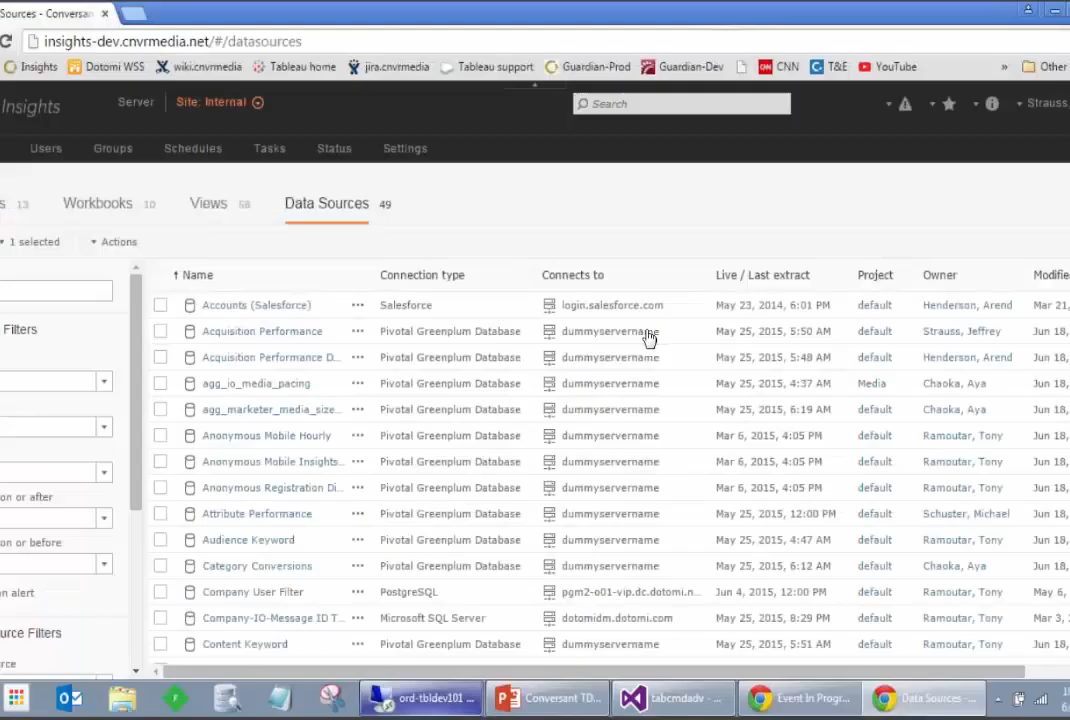 Sources - Conversan ×
insights-dev.cnvrmedia.net/#/datasources
Insights Dotomi WSS wiki.cnvrmedia Tableau home jira.cnvrmedia Tableau support Guardian-Prod Guardian-Dev CNN T&E YouTube » Other
Insights Server Site: Internal Search Strauss,
Users Groups Schedules Tasks Status Settings
s 13 Workbooks 10 Views 58 Data Sources 49
1 selected Actions
↑ Name Connection type Connects to Live / Last extract Project Owner Modifie
Accounts (Salesforce) ··· Salesforce login.salesforce.com May 23, 2014, 6:01 PM default Henderson, Arend Mar 21,
Filters Acquisition Performance ··· Pivotal Greenplum Database dummyservername May 25, 2015, 5:50 AM default Strauss, Jeffrey Jun 18,
Acquisition Performance D... ··· Pivotal Greenplum Database dummyservername May 25, 2015, 5:48 AM default Henderson, Arend Jun 18,
agg_io_media_pacing ··· Pivotal Greenplum Database dummyservername May 25, 2015, 4:37 AM Media Chaoka, Aya Jun 18,
agg_marketer_media_size... ··· Pivotal Greenplum Database dummyservername May 25, 2015, 6:19 AM default Chaoka, Aya Jun 18,
Anonymous Mobile Hourly ··· Pivotal Greenplum Database dummyservername Mar 6, 2015, 4:05 PM default Ramoutar, Tony Jun 18,
Anonymous Mobile Insights... ··· Pivotal Greenplum Database dummyservername Mar 6, 2015, 4:05 PM default Ramoutar, Tony Jun 18,
Anonymous Registration Di... ··· Pivotal Greenplum Database dummyservername Mar 6, 2015, 4:05 PM default Ramoutar, Tony Jun 18,
on or after
Attribute Performance ··· Pivotal Greenplum Database dummyservername May 25, 2015, 12:00 PM default Schuster, Michael Jun 18,
on or before Audience Keyword ··· Pivotal Greenplum Database dummyservername May 25, 2015, 4:47 AM default Ramoutar, Tony Jun 18,
Category Conversions ··· Pivotal Greenplum Database dummyservername May 25, 2015, 6:12 AM default Chaoka, Aya Jun 18,
n alert Company User Filter ··· PostgreSQL pgm2-o01-vip.dc.dotomi.n... Jun 4, 2015, 12:00 PM default Ramoutar, Tony May 6,
Company-IO-Message ID T... ··· Microsoft SQL Server dotomidm.dotomi.com May 25, 2015, 8:29 PM default Ramoutar, Tony Mar 3,
urce Filters Content Keyword ··· Pivotal Greenplum Database dummyservername May 25, 2015, 5:51 AM default Ramoutar, Tony Jun 18,
rce
ord-tbldev101 ... Conversant TD... tabcmdadv - ... Event In Progr... Data Sources - ...